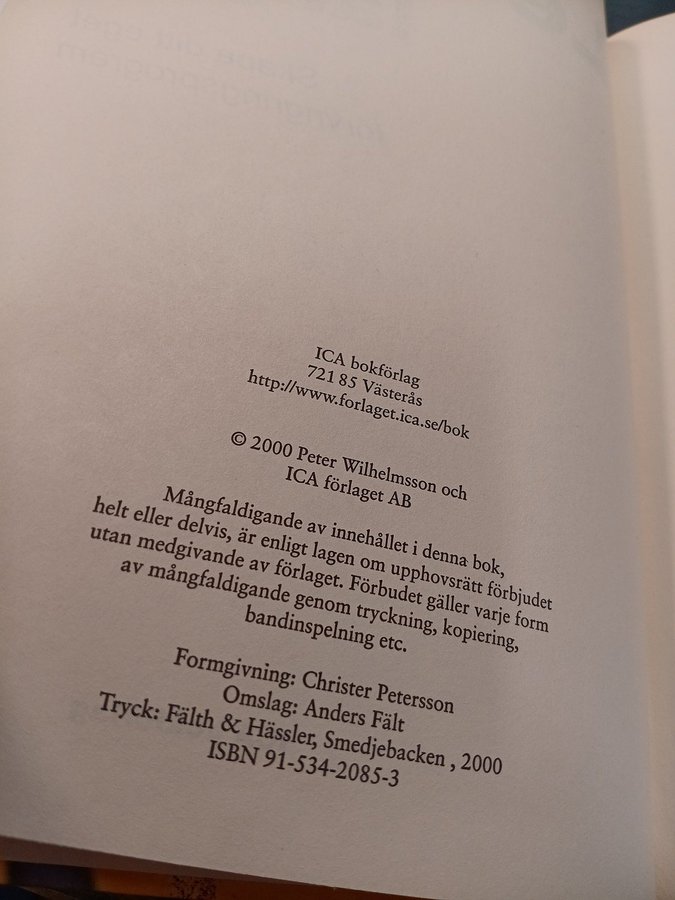 ICA bokförlag
721 85 Västerås
http://www.forlaget.ica.se/bok
© 2000 Peter Wilhelmsson och
ICA förlaget AB
Mångfaldigande av innehållet i denna bok,
helt eller delvis, är enligt lagen om upphovsrätt förbjudet
utan medgivande av förlaget. Förbudet gäller varje form
av mångfaldigande genom tryckning, kopiering,
bandinspelning etc.
Formgivning: Christer Petersson
Omslag: Anders Fält
Tryck: Fälth & Hässler, Smedjebacken , 2000
ISBN 91-534-2085-3